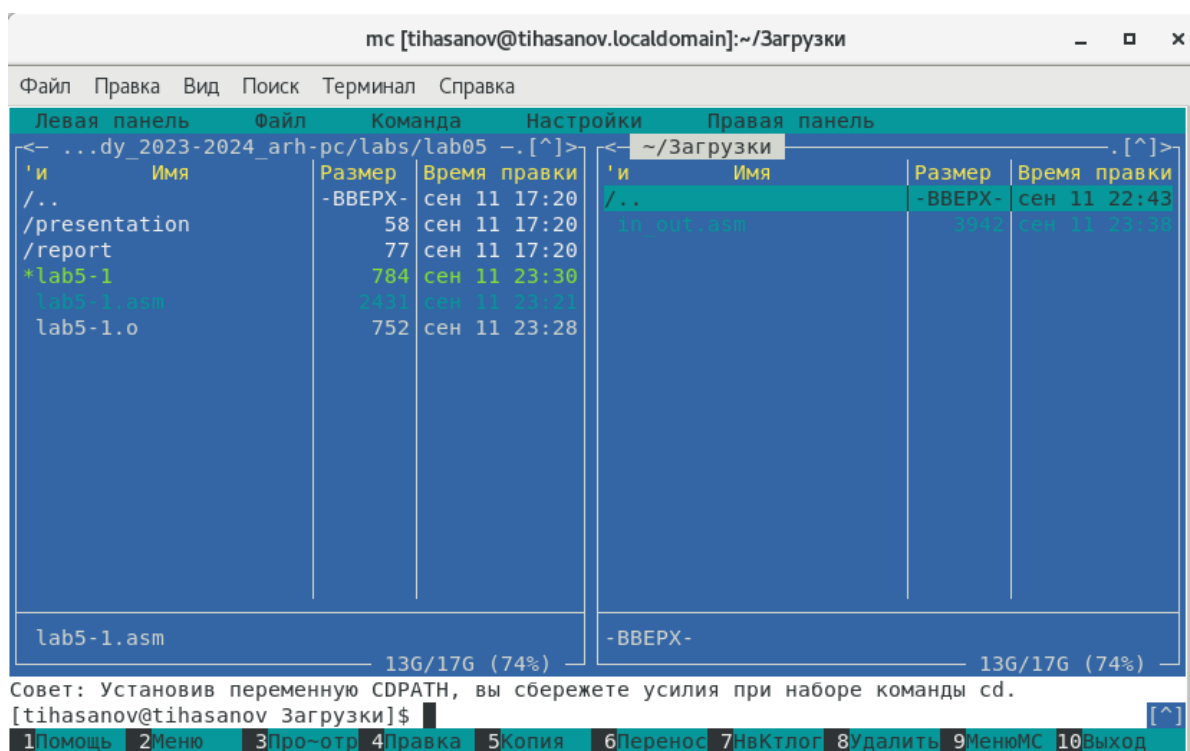 mc [tihasanov@tihasanov.localdomain]:~/Загрузки
Файл Правка Вид Поиск Терминал Справка
Левая панель Файл Команда Настройки Правая панель
<— ...dy_2023-2024_arh-pc/labs/lab05 —.[^]> <— ~/Загрузки .[^]>
'и Имя Размер Время правки 'и Имя Размер Время правки
/.. -ВВЕРХ- сен 11 17:20 /.. -ВВЕРХ- сен 11 22:43
/presentation 58 сен 11 17:20 in_out.asm 3942 сен 11 23:38
/report 77 сен 11 17:20
*lab5-1 784 сен 11 23:30
lab5-1.asm 2431 сен 11 23:21
lab5-1.o 752 сен 11 23:28
lab5-1.asm -ВВЕРХ-
13G/17G (74%) 13G/17G (74%)
Совет: Установив переменную CDPATH, вы сбережете усилия при наборе команды cd.
[tihasanov@tihasanov Загрузки]$ [^]
1Помощь 2Меню 3Про~отр 4Правка 5Копия 6Перенос 7НвКтлог 8Удалить 9МенюМС 10Выход